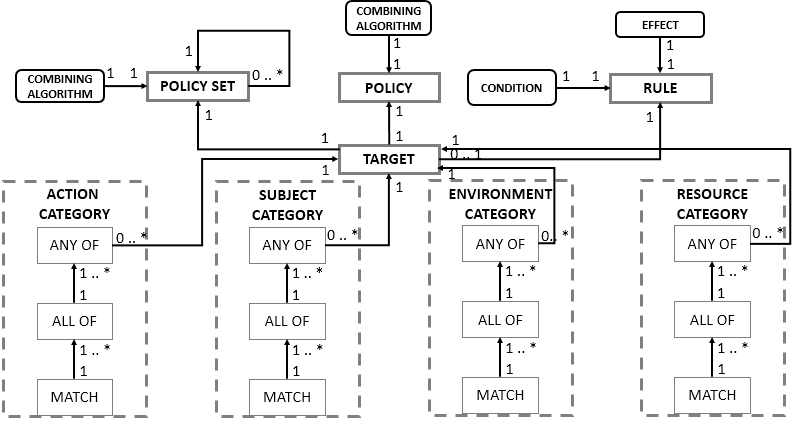 COMBINING
ALGORITHM
EFFECT
1
1
1
1
1
COMBINING
ALGORITHM
1
1
POLICY SET
0 .. *
POLICY
CONDITION
1
1
RULE
1
1
1
1
1
1
TARGET
0 .. 1
1
1
1
ACTION
CATEGORY
SUBJECT
CATEGORY
ENVIRONMENT
CATEGORY
RESOURCE
CATEGORY
ANY OF
0 .. *
ANY OF
0 .. *
ANY OF
0.. *
ANY OF
0 .. *
1 .. *
1 .. *
1 .. *
1 .. *
1
1
1
1
ALL OF
ALL OF
ALL OF
ALL OF
1 .. *
1 .. *
1 .. *
1 .. *
1
1
1
1
MATCH
MATCH
MATCH
MATCH